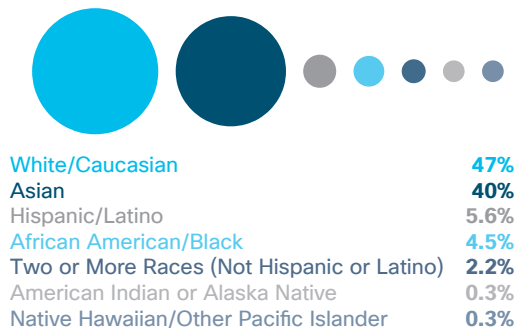 White/Caucasian 47%
Asian 40%
Hispanic/Latino 5.6%
African American/Black 4.5%
Two or More Races (Not Hispanic or Latino) 2.2%
American Indian or Alaska Native 0.3%
Native Hawaiian/Other Pacific Islander 0.3%